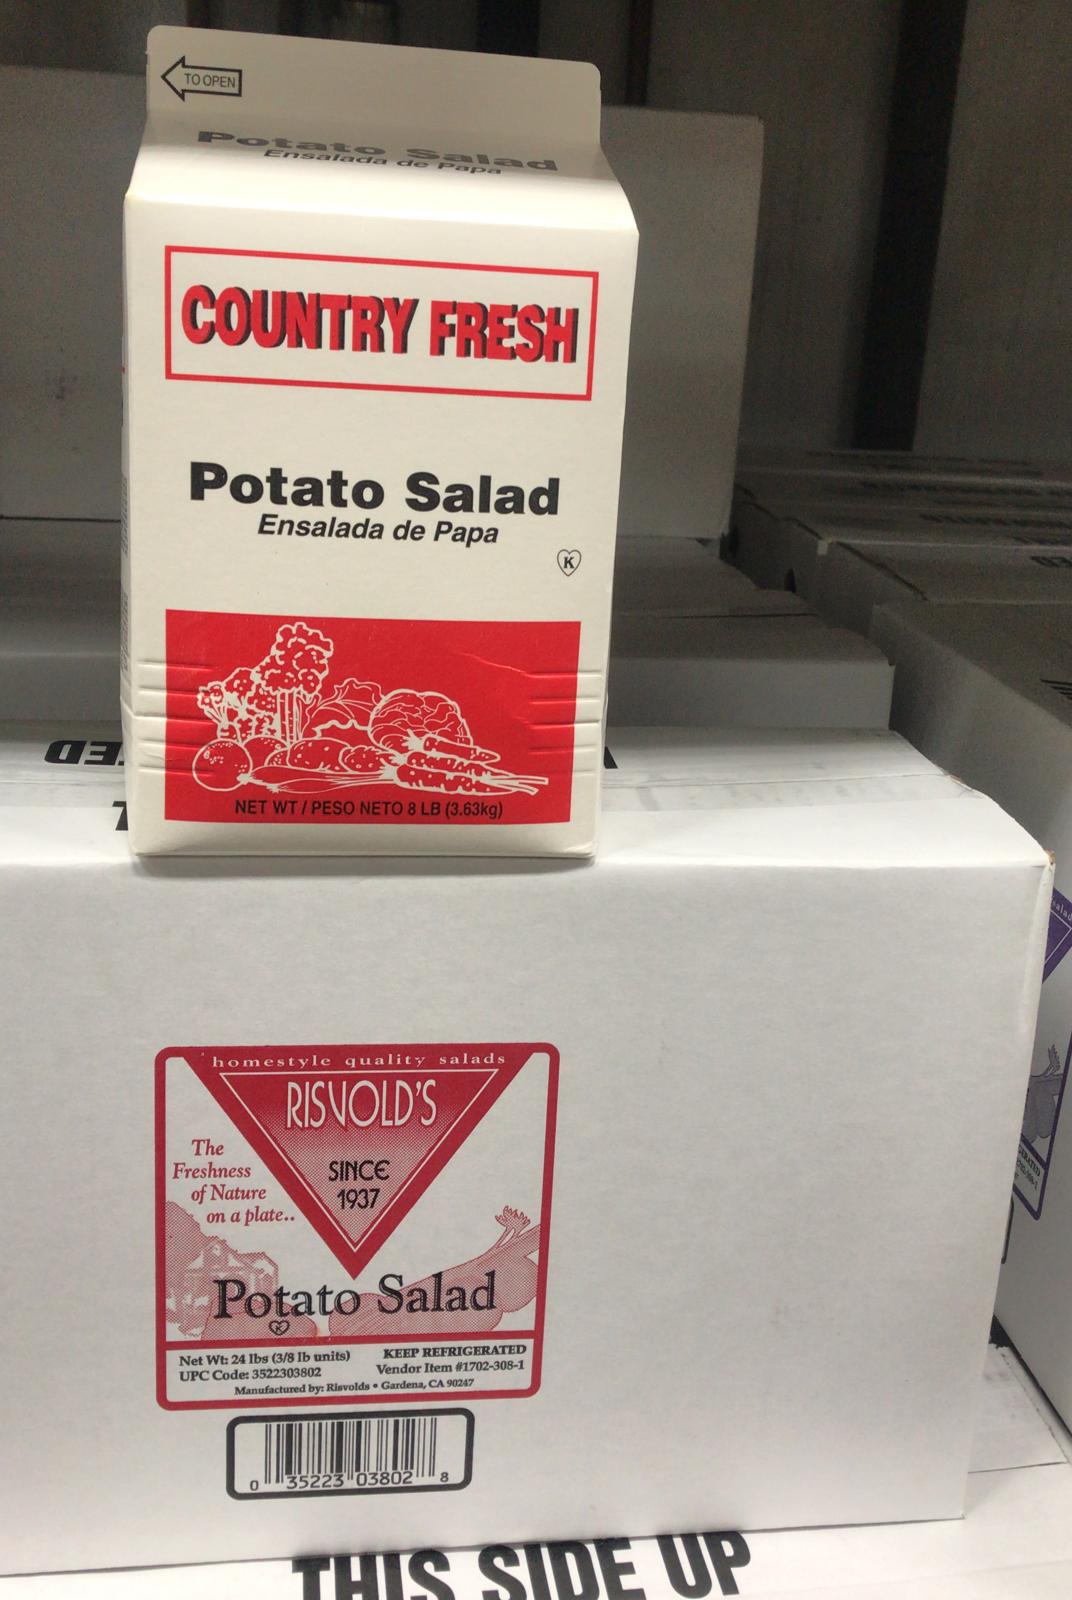 TO OPEN
Potato Salad
Ensalada de Papa
COUNTRY FRESH
Potato Salad
Ensalada de Papa
K
NET WT / PESO NETO 8 LB (3.63kg)
homestyle quality salads
RISVOLD'S
SINCE
1937
The
Freshness
of Nature
on a plate..
Potato Salad
K
Net Wt: 24 lbs (3/8 lb units)
UPC Code: 3522303802
KEEP REFRIGERATED
Vendor Item #1702-308-1
Manufactured by: Risvolds • Gardena, CA 90247
0 35223 03802 8
THIS SIDE UP